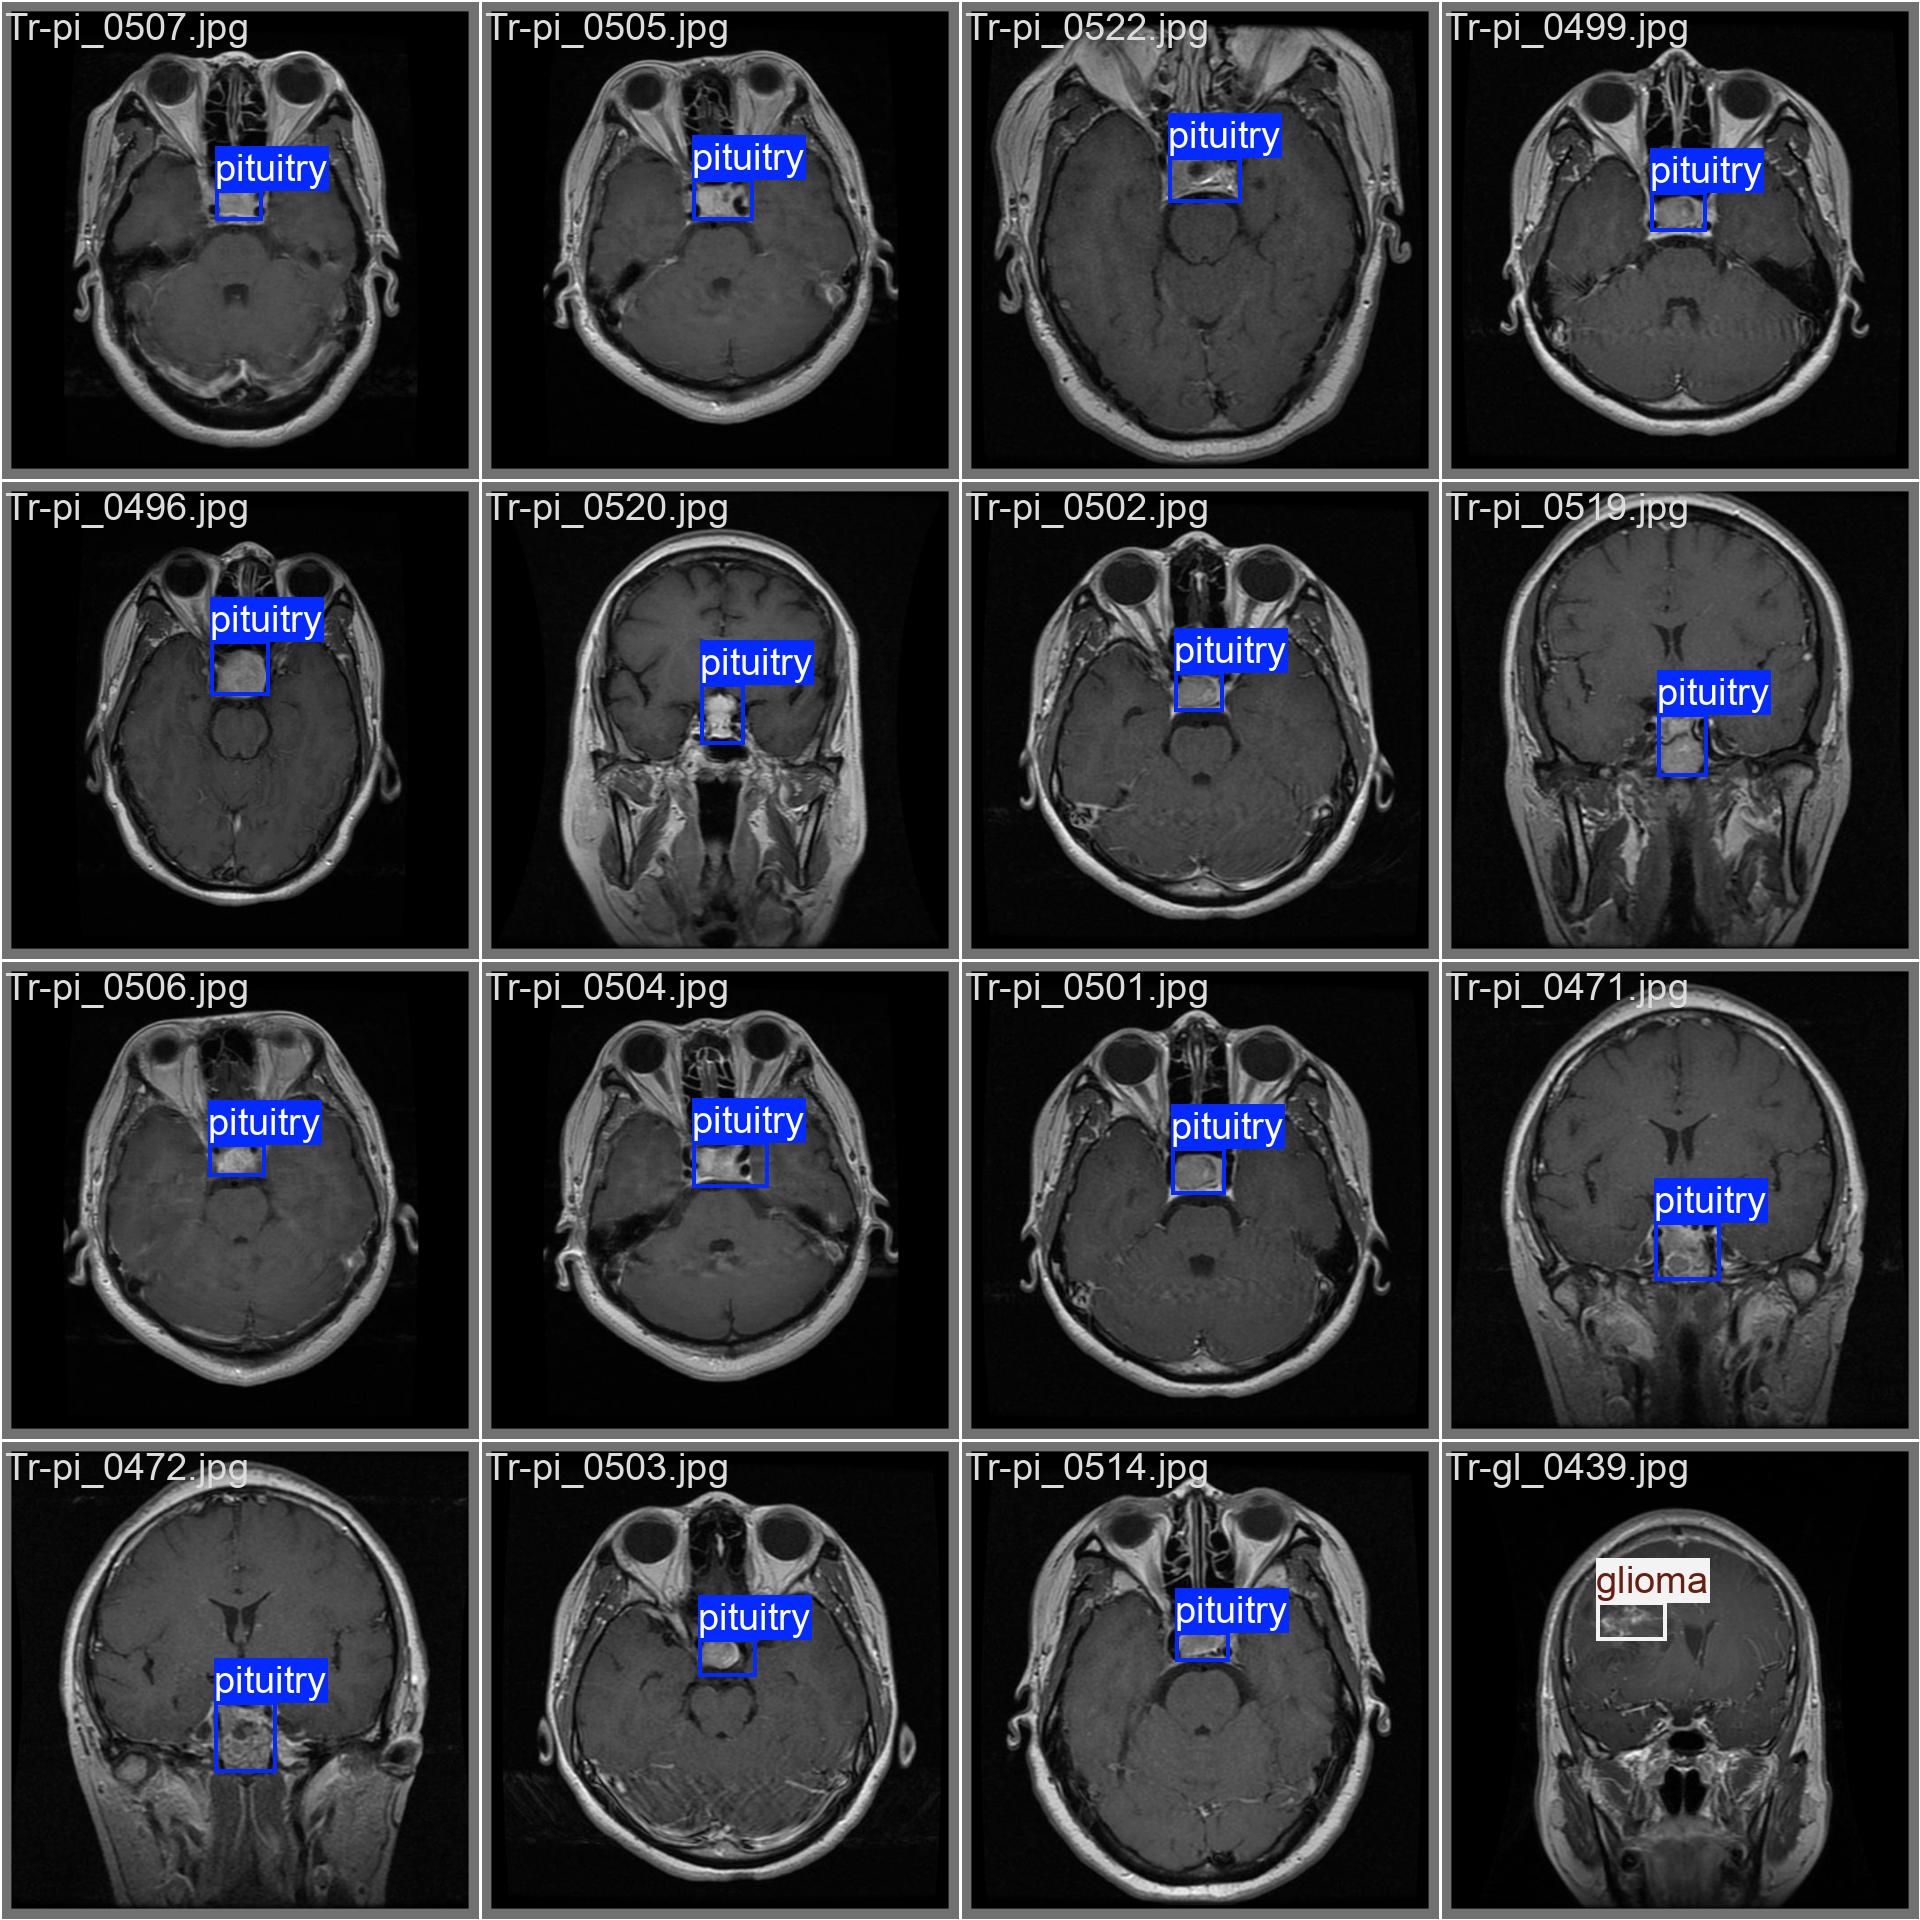 Tr-pi_0507.jpg
pituitry
Tr-pi_0505.jpg
pituitry
Tr-pi_0522.jpg
pituitry
Tr-pi_0499.jpg
pituitry
Tr-pi_0496.jpg
pituitry
Tr-pi_0520.jpg
pituitry
Tr-pi_0502.jpg
pituitry
Tr-pi_0519.jpg
pituitry
Tr-pi_0506.jpg
pituitry
Tr-pi_0504.jpg
pituitry
Tr-pi_0501.jpg
pituitry
Tr-pi_0471.jpg
pituitry
Tr-pi_0472.jpg
pituitry
Tr-pi_0503.jpg
pituitry
Tr-pi_0514.jpg
pituitry
Tr-gl_0439.jpg
glioma